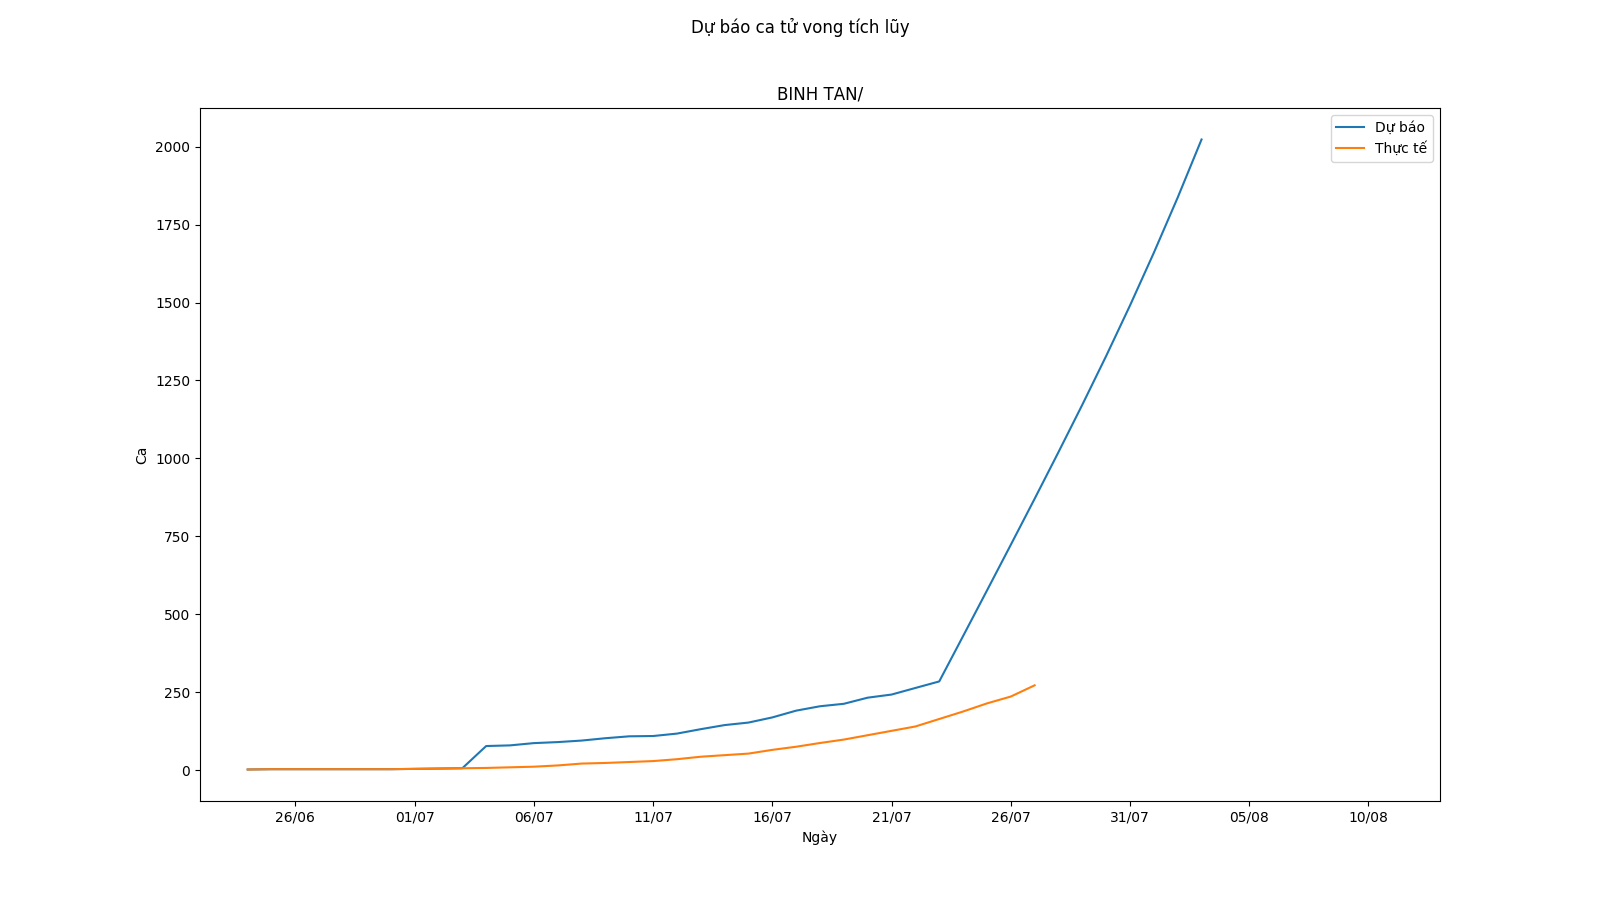 Dự báo ca tử vong tích lũy
BINH TAN/
Dự báo
Thực tế
2000
1750
1500
1250
1000
750
500
250
0
Ca
26/06 01/07 06/07 11/07 16/07 21/07 26/07 31/07 05/08 10/08
Ngày